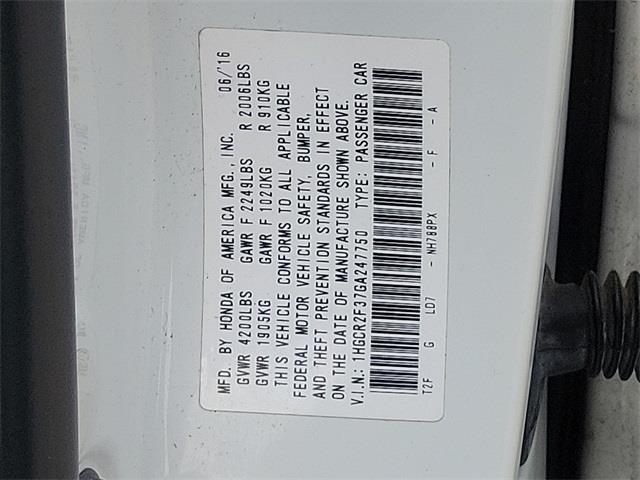 MFD. BY HONDA OF AMERICA MFG., INC. 06/'16
GVWR 4200LBS GAWR F 2249LBS R 2006LBS
GVWR 1905KG GAWR F 1020KG R 910KG
THIS VEHICLE CONFORMS TO ALL APPLICABLE
FEDERAL MOTOR VEHICLE SAFETY, BUMPER,
AND THEFT PREVENTION STANDARDS IN EFFECT
ON THE DATE OF MANUFACTURE SHOWN ABOVE.
V.I.N.: 1HGCR2F37GA247750 TYPE: PASSENGER CAR
T2F G LD7 - NH788PX - F - A